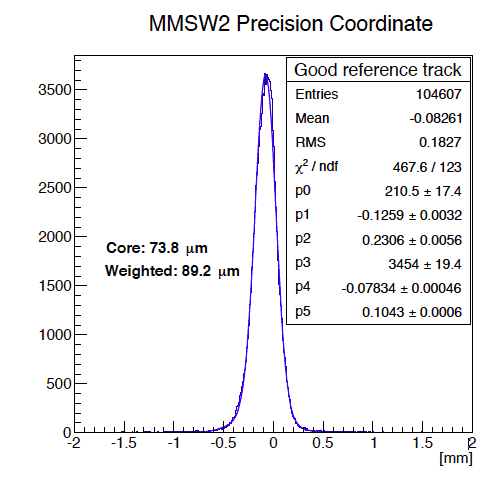 MMSW2 Precision Coordinate
Good reference track
Entries 104607
Mean -0.08261
RMS 0.1827
χ² / ndf 467.6 / 123
p0 210.5 ± 17.4
p1 -0.1259 ± 0.0032
p2 0.2306 ± 0.0056
p3 3454 ± 19.4
p4 -0.07834 ± 0.00046
p5 0.1043 ± 0.0006
Core: 73.8 μm
Weighted: 89.2 μm
3500
3000
2500
2000
1500
1000
500
0
-2 -1.5 -1 -0.5 0 0.5 1 1.5 2
[mm]